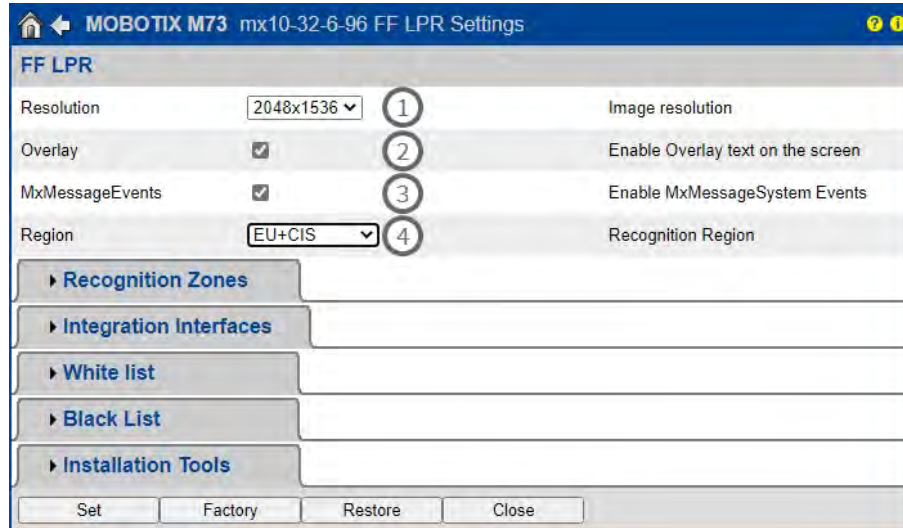 MOBOTIX M73 mx10-32-6-96 FF LPR Settings ? i
FF LPR
Resolution 2048x1536 1 Image resolution
Overlay 2 Enable Overlay text on the screen
MxMessageEvents 3 Enable MxMessageSystem Events
Region EU+CIS 4 Recognition Region
Recognition Zones
Integration Interfaces
White list
Black List
Installation Tools
Set Factory Restore Close